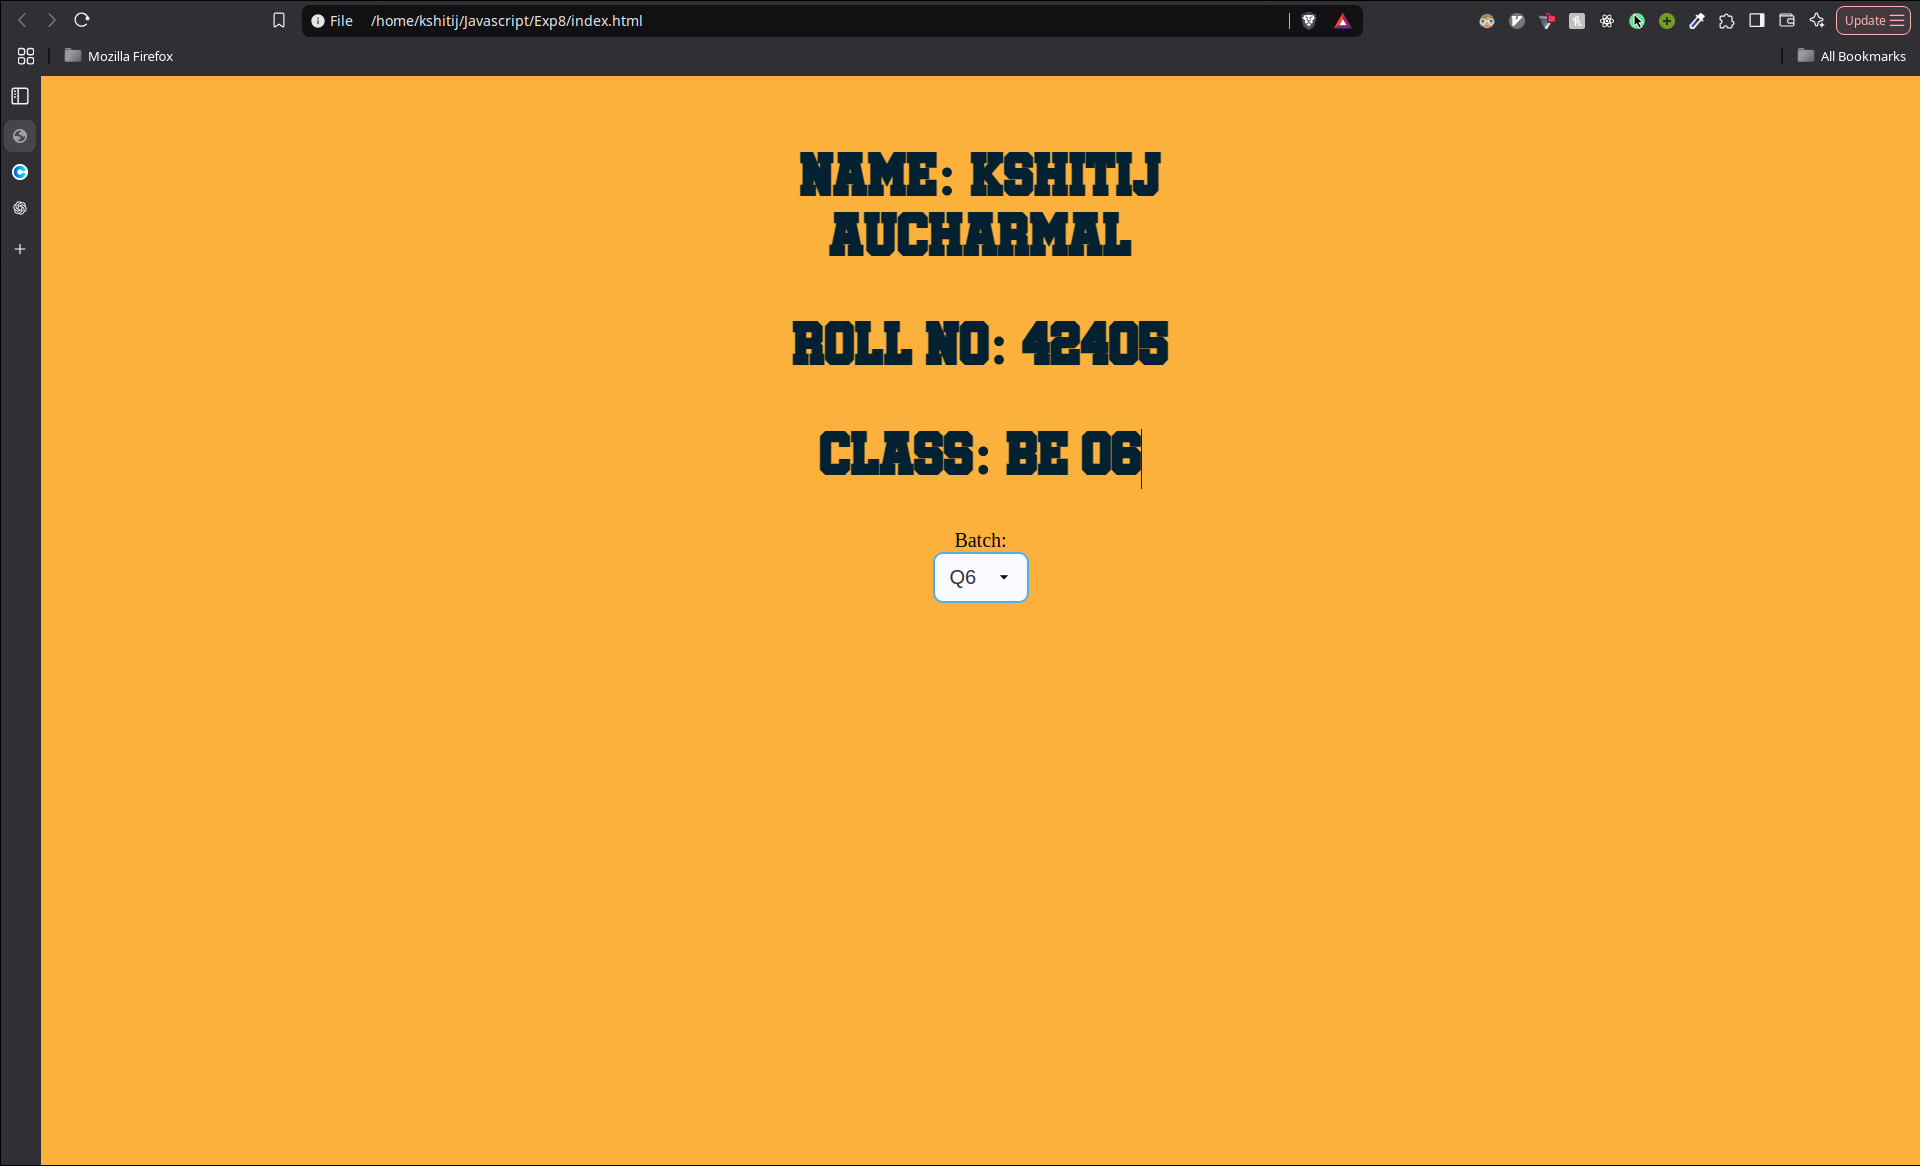 File /home/kshitij/Javascript/Exp8/index.html
Update
Mozilla Firefox
All Bookmarks
NAME: KSHITIJ
AUCHARMAL
ROLL NO: 42405
CLASS: BE 06
Batch:
Q6